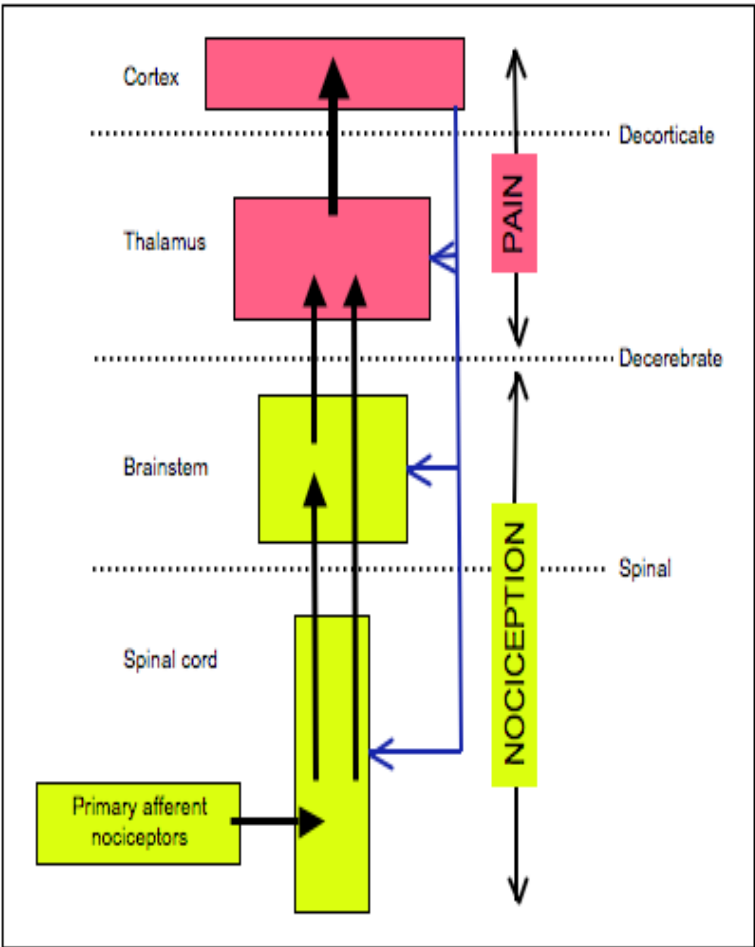 Cortex
Decorticate
PAIN
Thalamus
Decerebrate
Brainstem
NOCICEPTION
Spinal
Spinal cord
Primary afferent
nociceptors